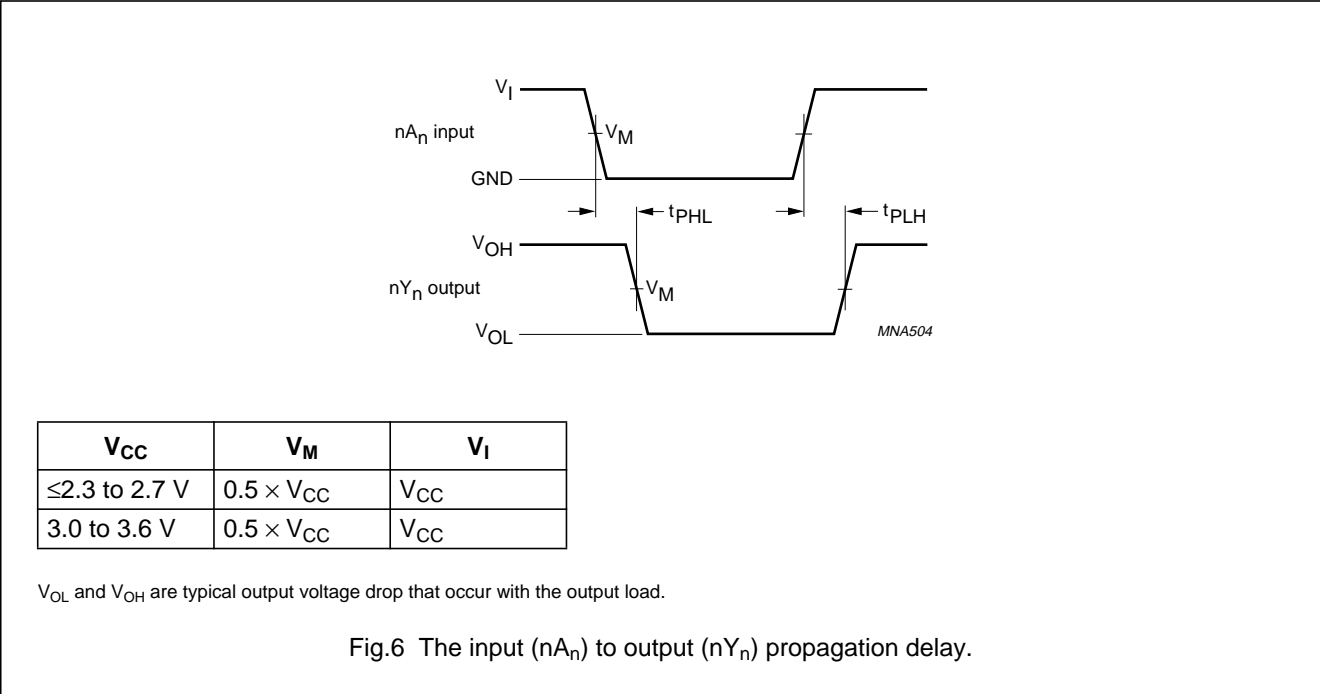 V_I
nA_n input
V_M
GND
t_PHL
t_PLH
V_OH
nY_n output
V_M
V_OL
MNA504
V_CC V_M V_I
≤2.3 to 2.7 V 0.5 × V_CC V_CC
3.0 to 3.6 V 0.5 × V_CC V_CC
V_OL and V_OH are typical output voltage drop that occur with the output load.
Fig.6 The input (nA_n) to output (nY_n) propagation delay.